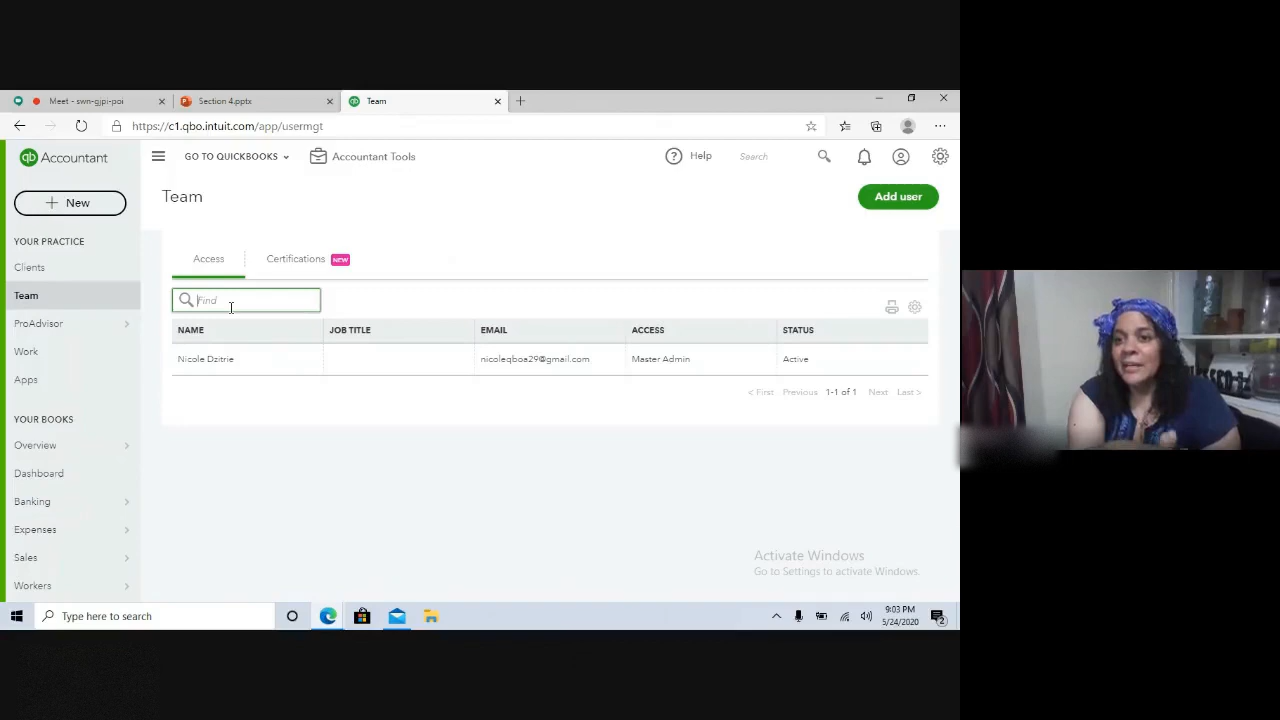 Meet - swn-gjpi-poi
Section 4.pptx
Team
https://c1.qbo.intuit.com/app/usermgt
qb Accountant
GO TO QUICKBOOKS
Accountant Tools
Help
Search
+ New
Team
Add user
YOUR PRACTICE
Clients
Team
ProAdvisor
Work
Apps
YOUR BOOKS
Overview
Dashboard
Banking
Expenses
Sales
Workers
Access
Certifications NEW
Find
NAME JOB TITLE EMAIL ACCESS STATUS
Nicole Dzitrie nicoleqboa29@gmail.com Master Admin Active
< First Previous 1-1 of 1 Next Last >
Activate Windows
Go to Settings to activate Windows.
Type here to search
9:03 PM
5/24/2020
2